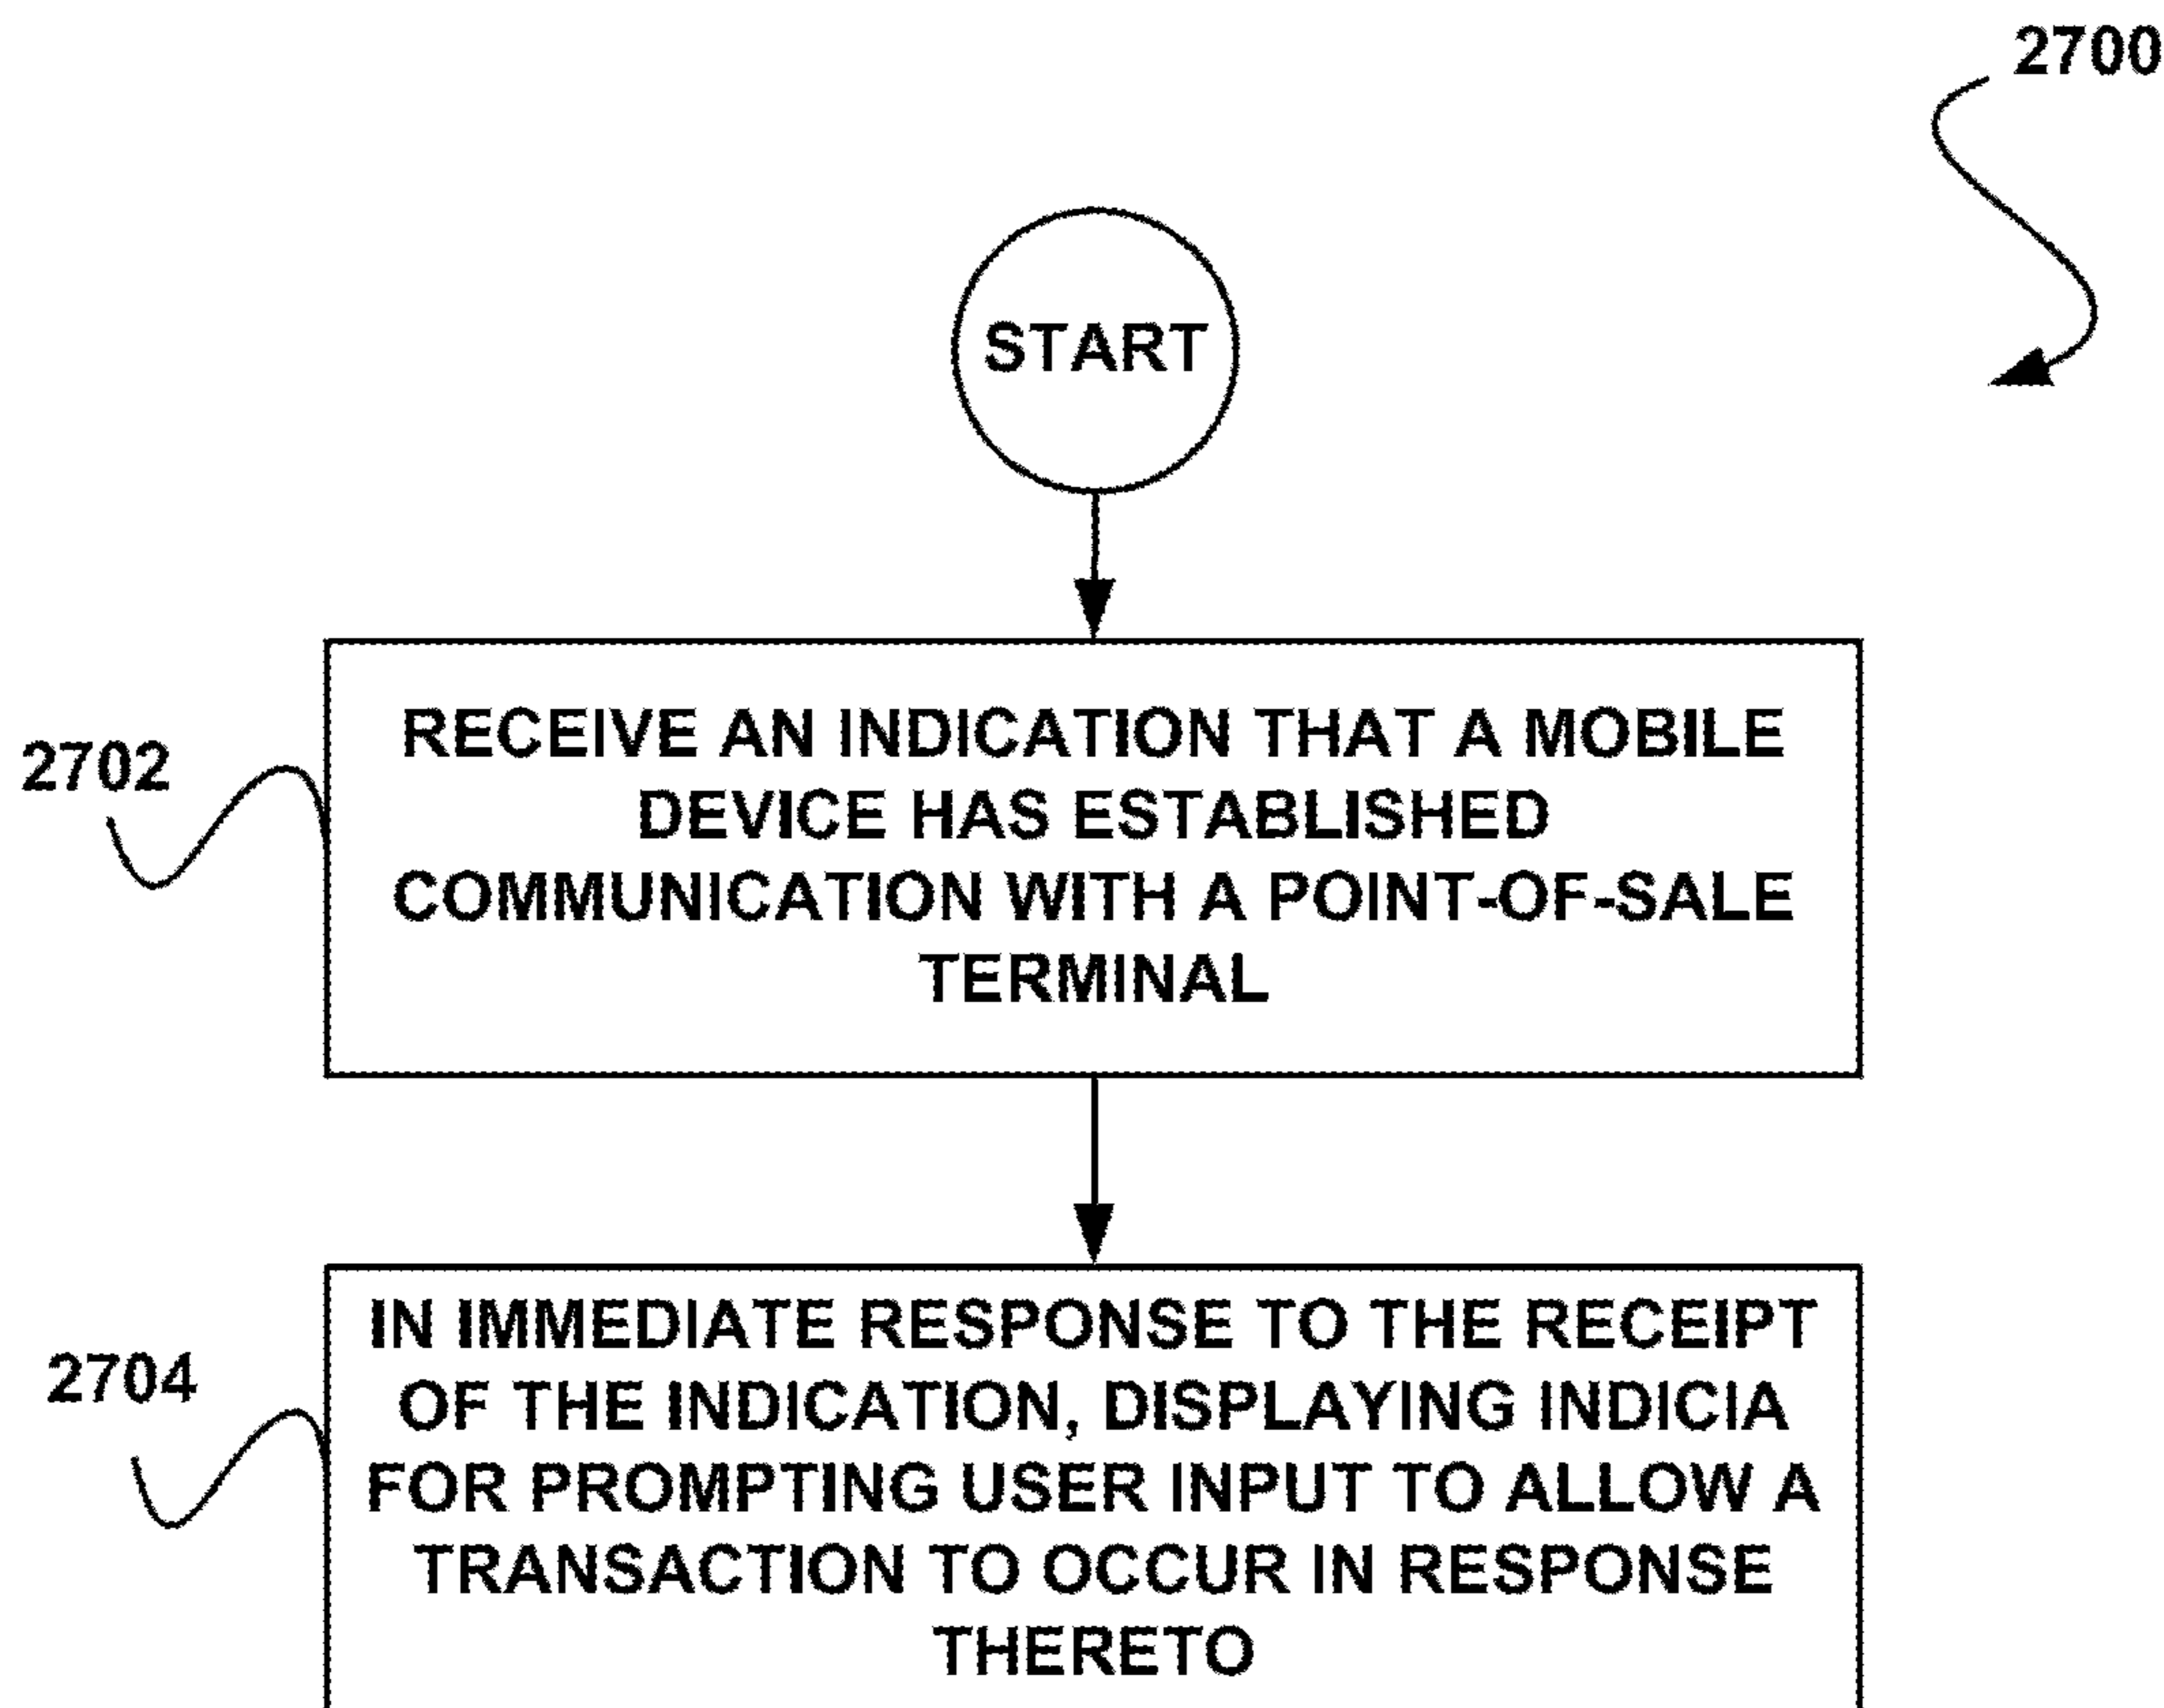 2700
START
2702
RECEIVE AN INDICATION THAT A MOBILE
DEVICE HAS ESTABLISHED
COMMUNICATION WITH A POINT-OF-SALE
TERMINAL
2704
IN IMMEDIATE RESPONSE TO THE RECEIPT
OF THE INDICATION, DISPLAYING INDICIA
FOR PROMPTING USER INPUT TO ALLOW A
TRANSACTION TO OCCUR IN RESPONSE
THERETO